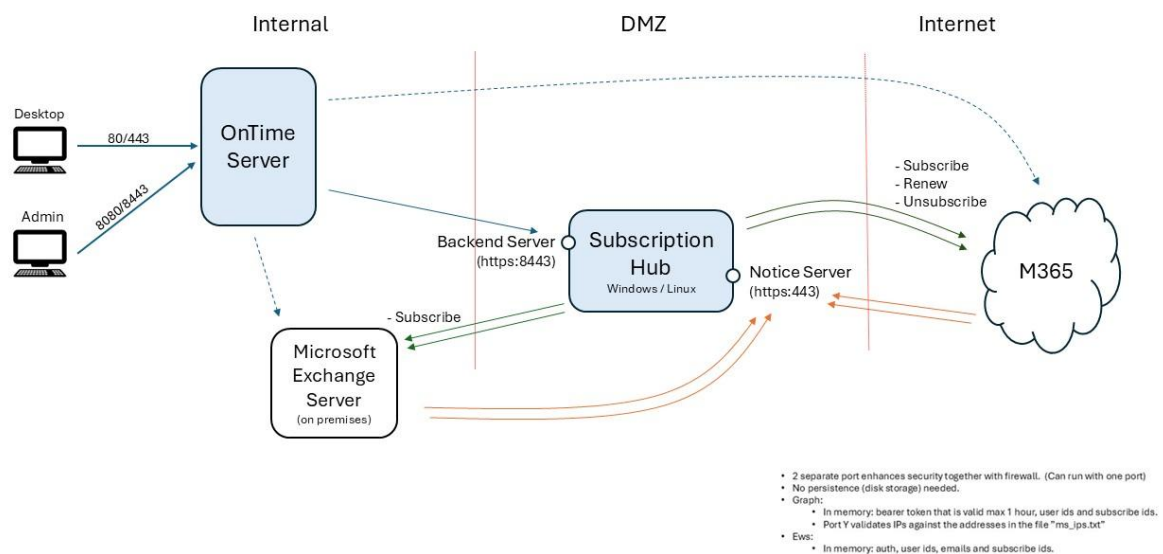 Internal
DMZ
Internet
Desktop
80/443
OnTime
Server
8080/8443
Admin
- Subscribe
- Renew
- Unsubscribe
Backend Server
(https:8443)
Subscription
Hub
Windows / Linux
Notice Server
(https:443)
M365
- Subscribe
Microsoft
Exchange
Server
(on premises)
• 2 separate port enhances security together with firewall. (Can run with one port)
• No persistence (disk storage) needed.
• Graph:
• In memory: bearer token that is valid max 1 hour, user ids and subscribe ids.
• Port Y validates IPs against the addresses in the file "ms_ips.txt"
• Ews:
• In memory: auth, user ids, emails and subscribe ids.